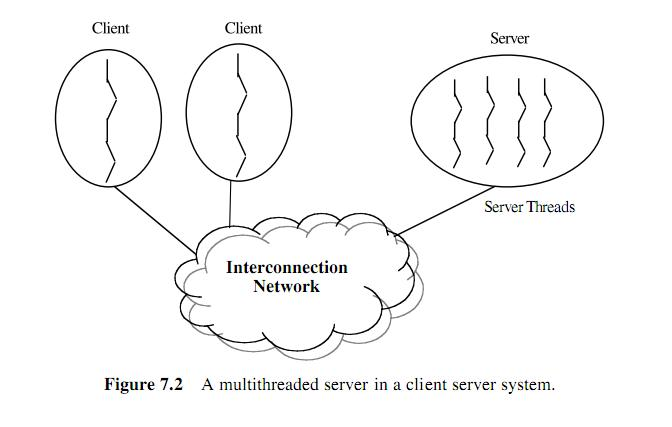 Client
Client
Server
Server Threads
Interconnection
Network
Figure 7.2 A multithreaded server in a client server system.